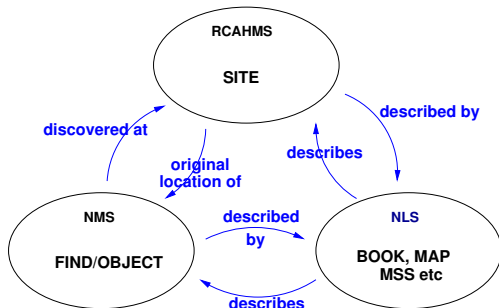 RCAHMS
SITE
described by
discovered at
describes
original
location of
NMS
FIND/OBJECT
described
by
NLS
BOOK, MAP
MSS etc
describes